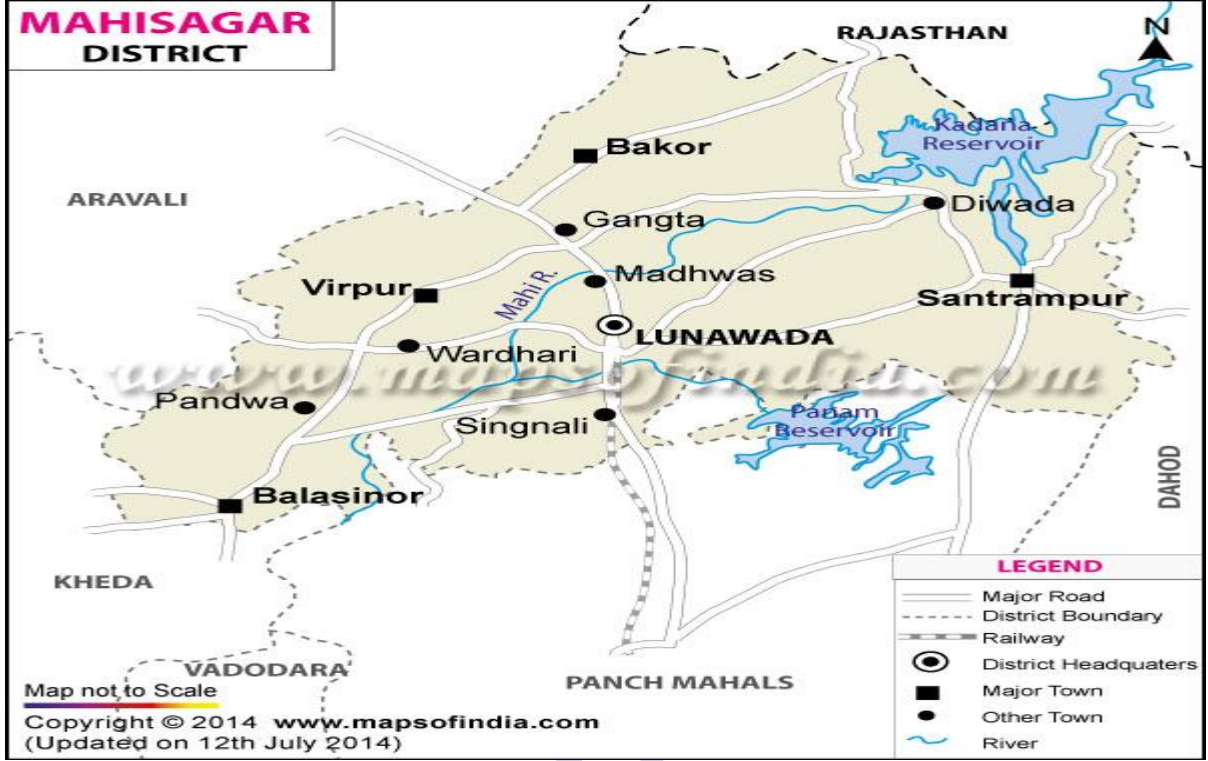 MAHISAGAR
DISTRICT
RAJASTHAN
N
Kadana
Reservoir
Bakor
ARAVALI
Gangta
Diwada
Madhwas
Mahi R.
Virpur
Santrampur
LUNAWADA
Wardhari
www.mapsofindia.com
Pandwa
Singnali
Panam
Reservoir
DAHOD
Balasinor
KHEDA
VADODARA
PANCH MAHALS
LEGEND
Major Road
District Boundary
Railway
District Headquaters
Major Town
Other Town
River
Map not to Scale
Copyright © 2014 www.mapsofindia.com
(Updated on 12th July 2014)